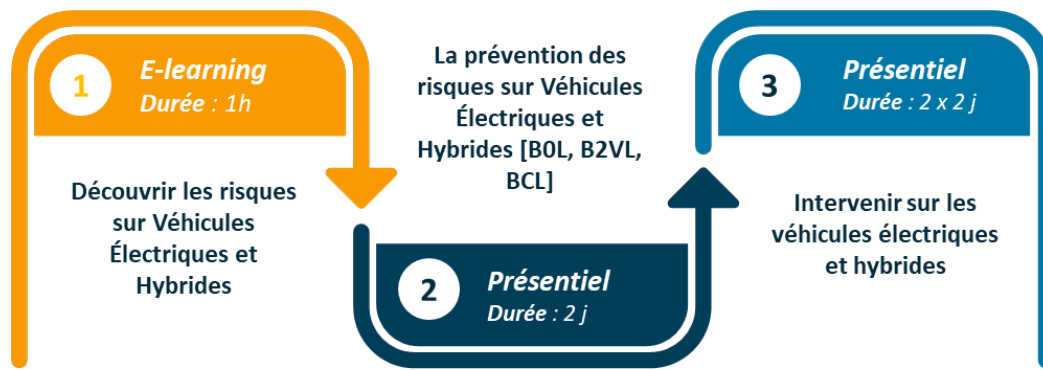 1
E-learning
Durée : 1h
Découvrir les risques
sur Véhicules
Électriques et
Hybrides
La prévention des
risques sur Véhicules
Électriques et
Hybrides [B0L, B2VL,
BCL]
2
Présentiel
Durée : 2 j
3
Présentiel
Durée : 2 x 2 j
Intervenir sur les
véhicules électriques
et hybrides